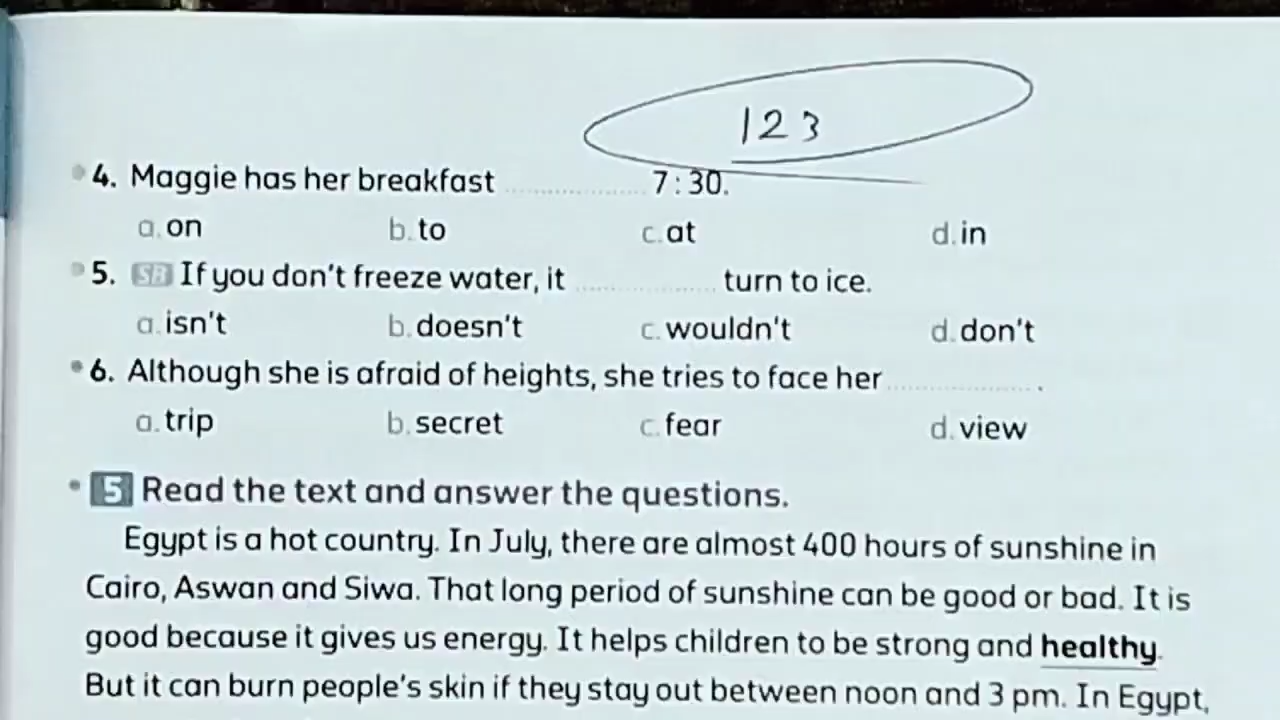 123
4. Maggie has her breakfast .................... 7:30.
a. on b. to c. at d. in
5. SB If you don't freeze water, it .................... turn to ice.
a. isn't b. doesn't c. wouldn't d. don't
6. Although she is afraid of heights, she tries to face her .................... .
a. trip b. secret c. fear d. view
5 Read the text and answer the questions.
Egypt is a hot country. In July, there are almost 400 hours of sunshine in
Cairo, Aswan and Siwa. That long period of sunshine can be good or bad. It is
good because it gives us energy. It helps children to be strong and healthy.
But it can burn people's skin if they stay out between noon and 3 pm. In Egypt,